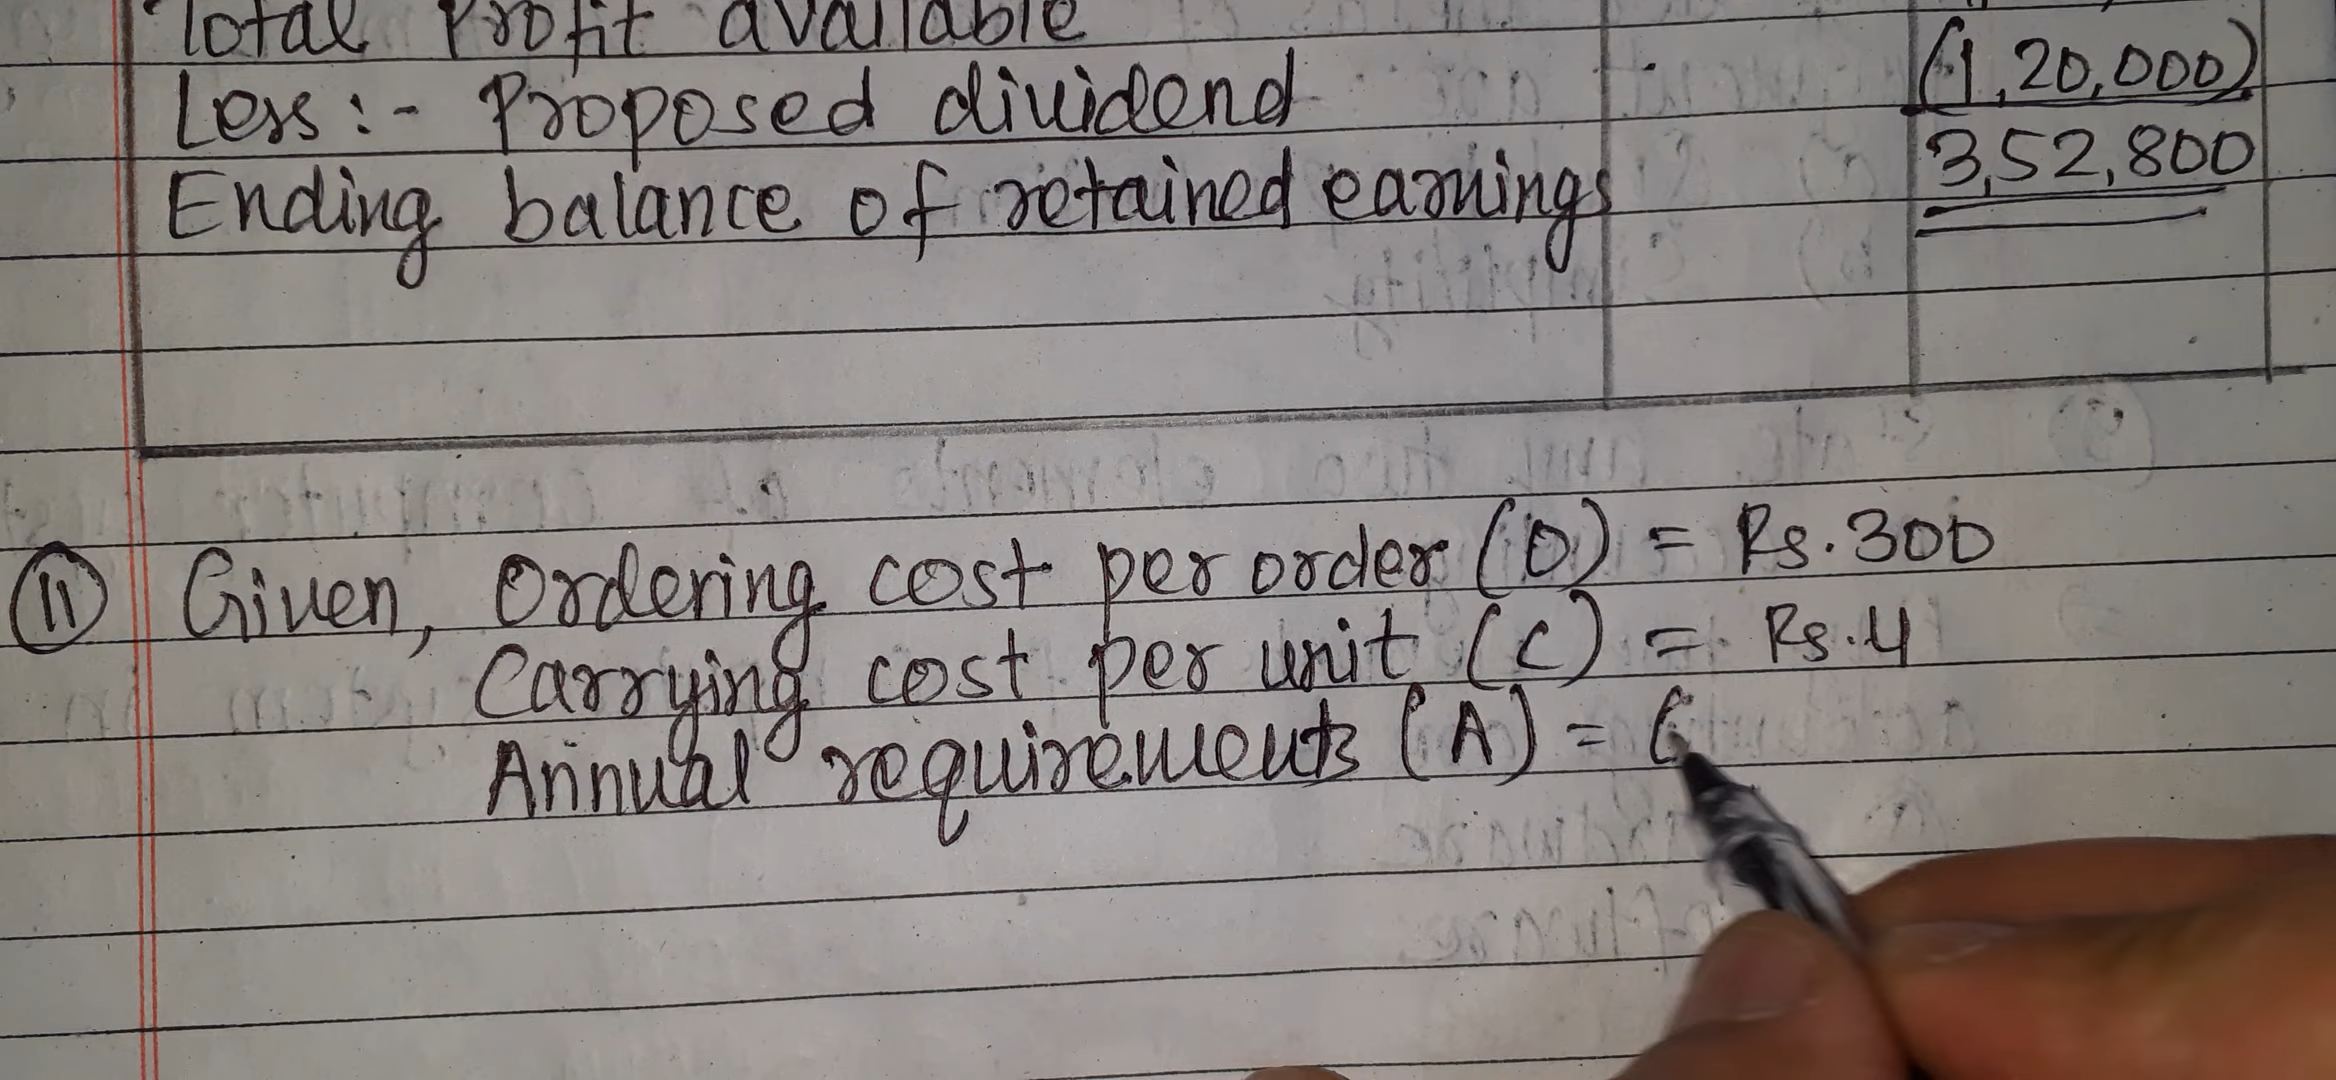 Total Profit available
Less :- Proposed dividend (1,20,000)
Ending balance of retained earnings 3,52,800
11 Given, Ordering cost per order (O) = Rs. 300
Carrying cost per unit (C) = Rs. 4
Annual requirements (A) =